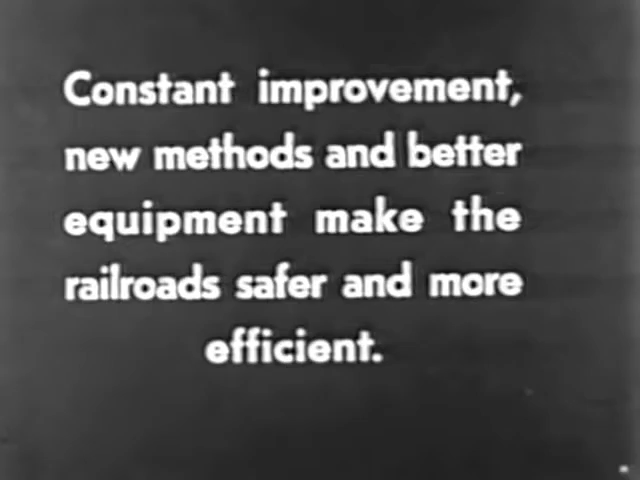 Constant improvement,
new methods and better
equipment make the
railroads safer and more
efficient.